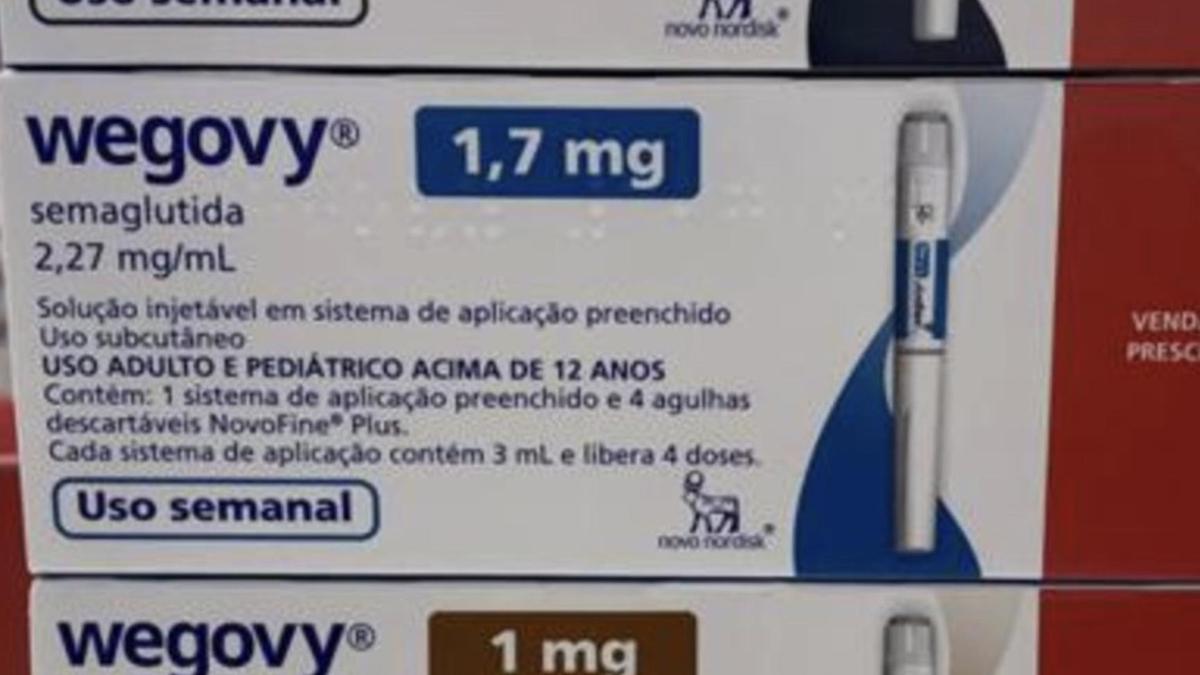 Uso semanal
novo nordisk®
wegovy®
1,7 mg
semaglutida
2,27 mg/mL
Solução injetável em sistema de aplicação preenchido
Uso subcutâneo
USO ADULTO E PEDIÁTRICO ACIMA DE 12 ANOS
Contém: 1 sistema de aplicação preenchido e 4 agulhas
descartáveis NovoFine® Plus.
Cada sistema de aplicação contém 3 mL e libera 4 doses.
Uso semanal
novo nordisk®
VEND
PRESC
wegovy®
1 mg